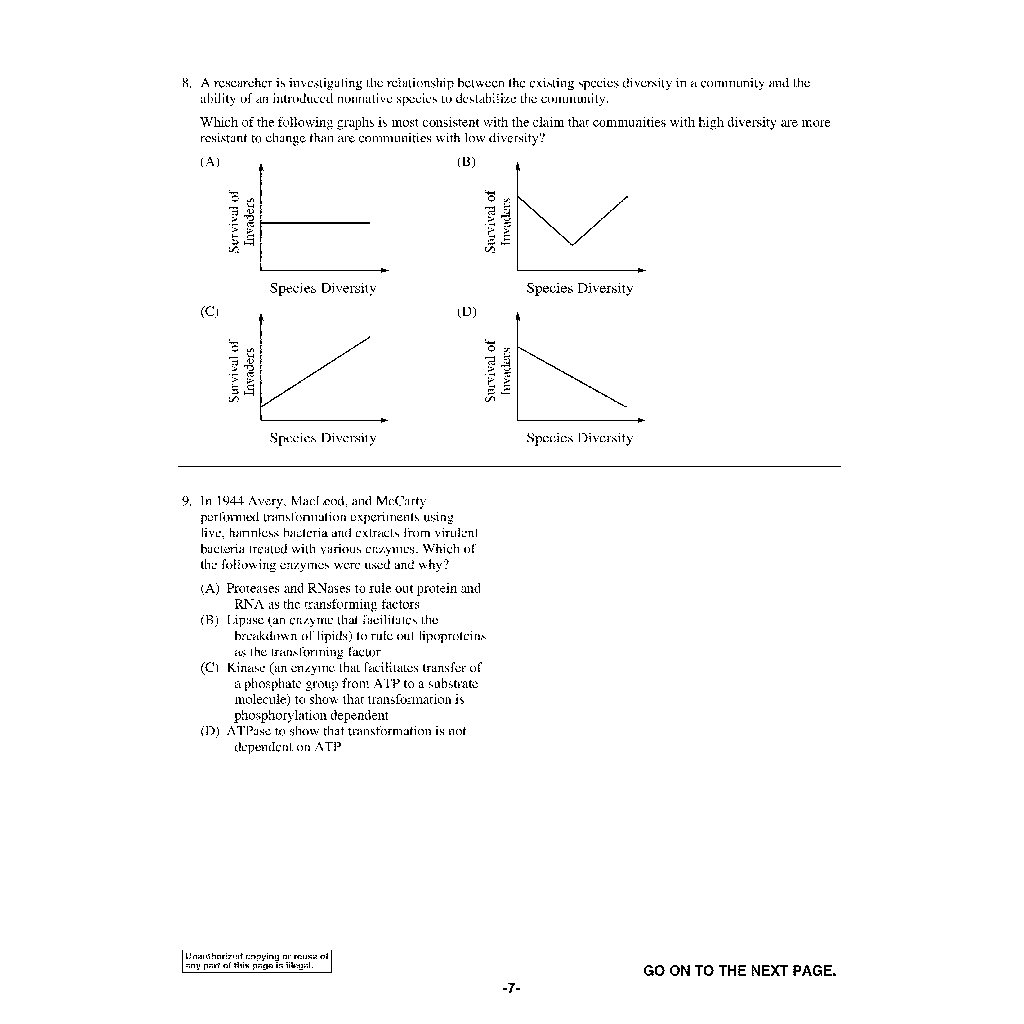 8. A researcher is investigating the relationship between the existing species diversity in a community and the
ability of an introduced nonnative species to destabilize the community.
Which of the following graphs is most consistent with the claim that communities with high diversity are more
resistant to change than are communities with low diversity?
(A)
Survival of
Invaders
Species Diversity
(B)
Survival of
Invaders
Species Diversity
(C)
Survival of
Invaders
Species Diversity
(D)
Survival of
Invaders
Species Diversity
9. In 1944 Avery, MacLeod, and McCarty
performed transformation experiments using
live, harmless bacteria and extracts from virulent
bacteria treated with various enzymes. Which of
the following enzymes were used and why?
(A) Proteases and RNases to rule out protein and
RNA as the transforming factors
(B) Lipase (an enzyme that facilitates the
breakdown of lipids) to rule out lipoproteins
as the transforming factor
(C) Kinase (an enzyme that facilitates transfer of
a phosphate group from ATP to a substrate
molecule) to show that transformation is
phosphorylation dependent
(D) ATPase to show that transformation is not
dependent on ATP
Unauthorized copying or reuse of
any part of this page is illegal.
GO ON TO THE NEXT PAGE.
-7-